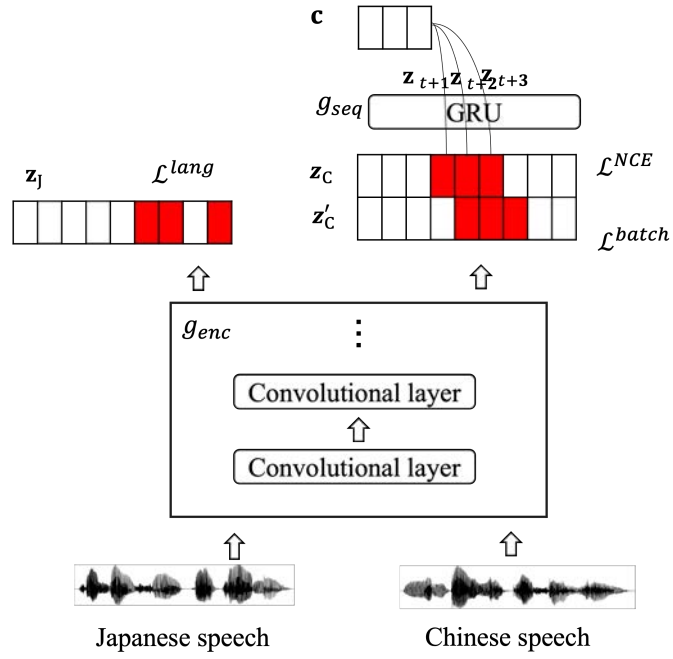 c
z t+1 z t+2 z t+3
g_seq GRU
z_C L^NCE
z_J L^lang
z'_C L^batch
g_enc
⋮
Convolutional layer
Convolutional layer
Japanese speech Chinese speech